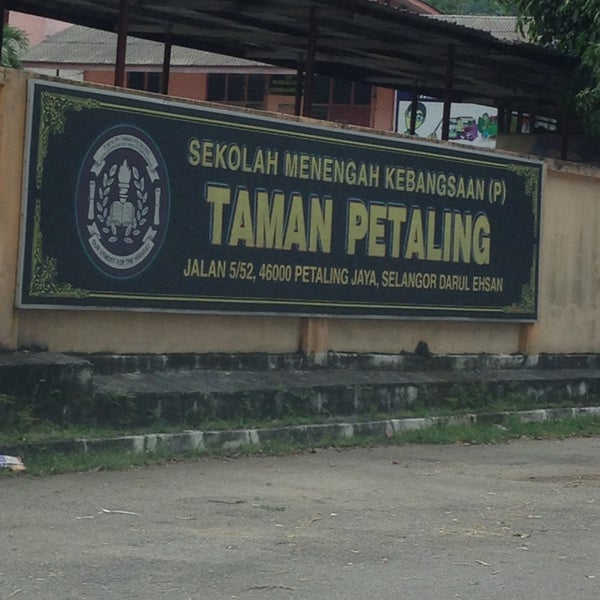 SEKOLAH MENENGAH KEBANGSAAN (P)
TAMAN PETALING
JALAN 5/52, 46000 PETALING JAYA, SELANGOR DARUL EHSAN